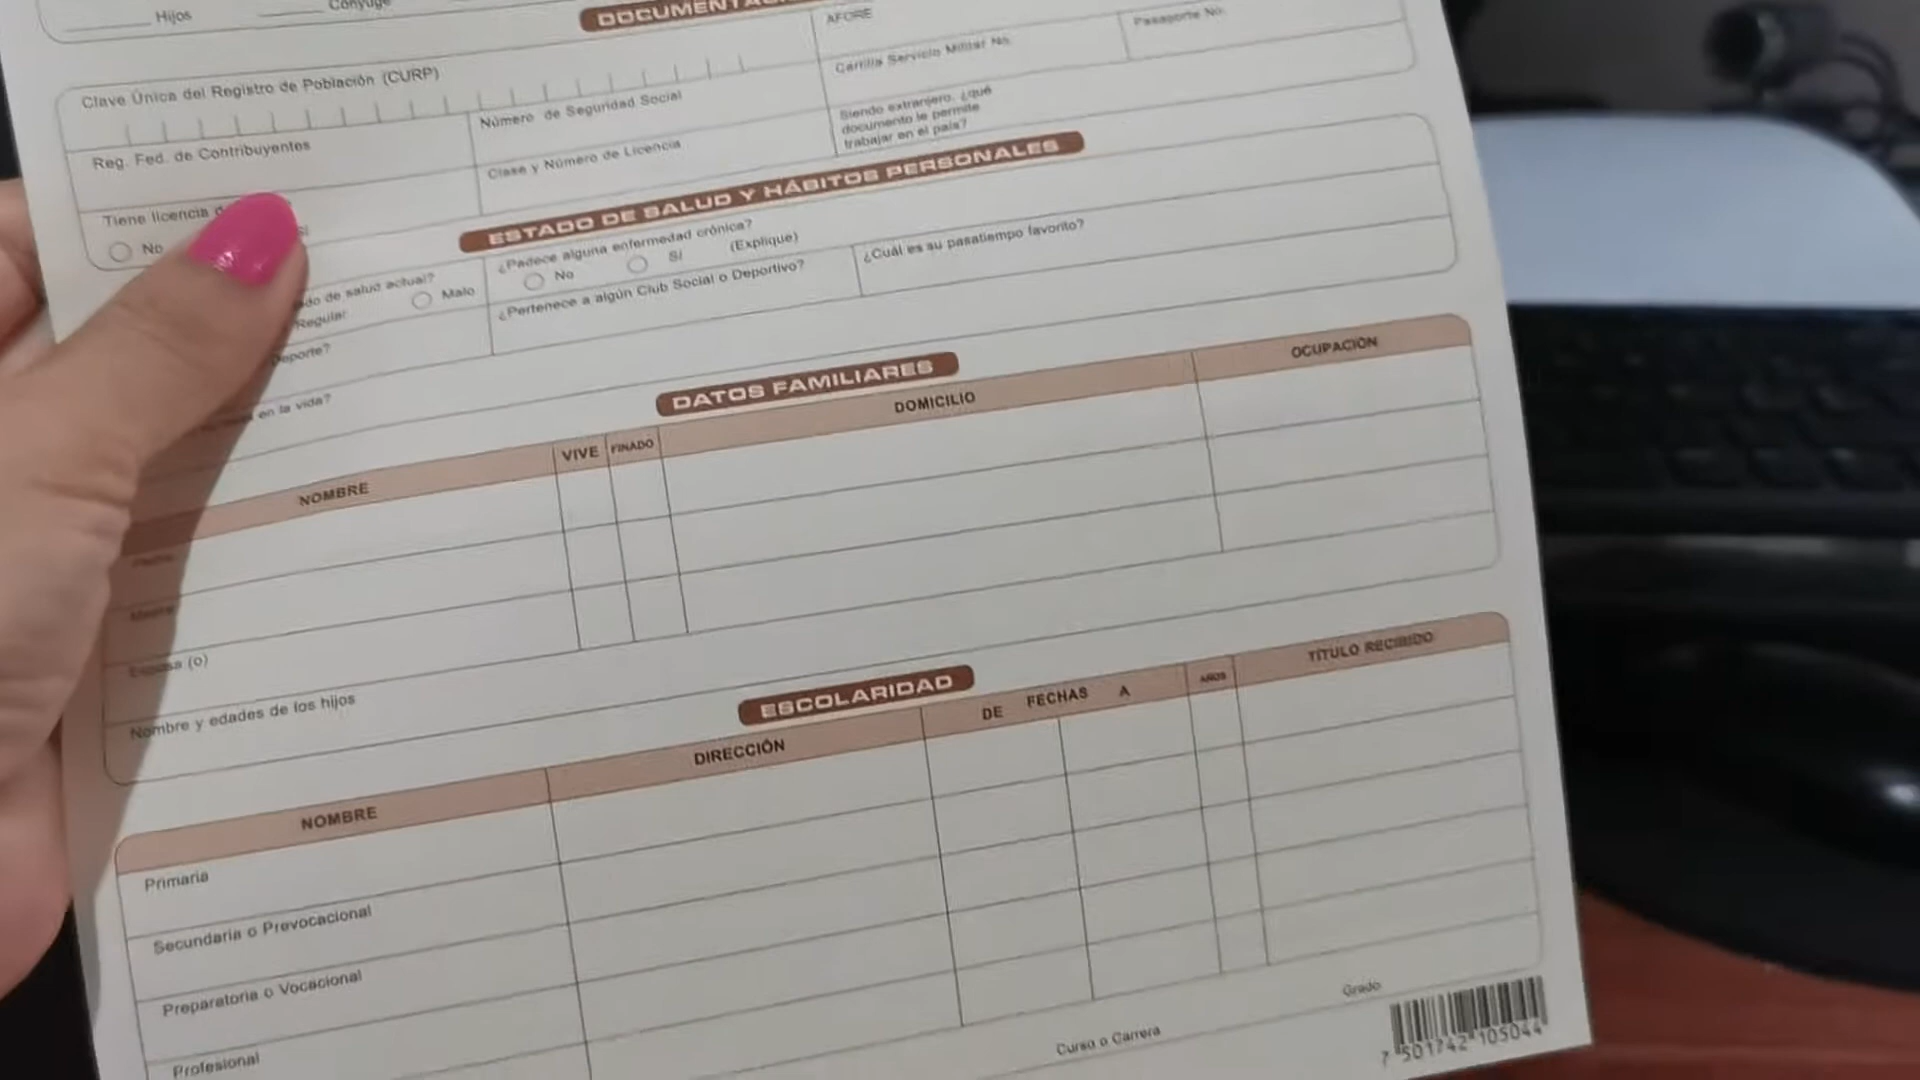 Hijos
Cónyuge
DOCUMENTA
AFORE
Pasaporte No.
Cartilla Servicio Militar No.
Clave Única del Registro de Población (CURP)
Reg. Fed. de Contribuyentes
Número de Seguridad Social
Siendo extranjero, ¿qué
documento le permite
trabajar en el país?
Clase y Número de Licencia
Tiene licencia
No
Si
ESTADO DE SALUD Y HÁBITOS PERSONALES
do de salud actual?
Regular
Malo
¿Padece alguna enfermedad crónica?
No
Si
(Explique)
¿Pertenece a algún Club Social o Deportivo?
¿Cuál es su pasatiempo favorito?
Deporte?
en la vida?
DATOS FAMILIARES
NOMBRE
VIVE
FINADO
DOMICILIO
OCUPACIÓN
Padre
Madre
Esposa (o)
Nombre y edades de los hijos
ESCOLARIDAD
NOMBRE
DIRECCIÓN
DE FECHAS A
AÑOS
TÍTULO RECIBIDO
Primaria
Secundaria o Prevocacional
Preparatoria o Vocacional
Profesional
Curso o Carrera
Grado
7 501742 105044